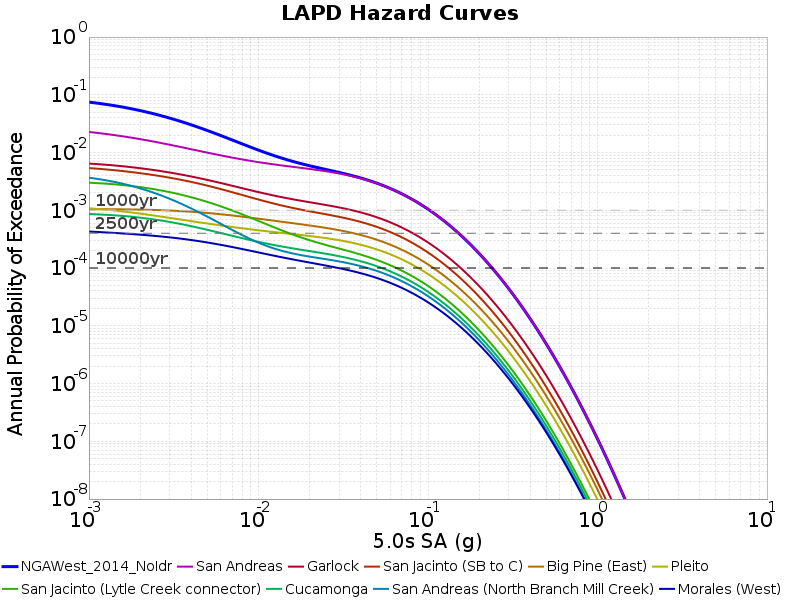 LAPD Hazard Curves
Annual Probability of Exceedance
10^0
10^-1
10^-2
10^-3
10^-4
10^-5
10^-6
10^-7
10^-8
1000yr
2500yr
10000yr
10^-3 10^-2 10^-1 10^0 10^1
5.0s SA (g)
NGAWest_2014_NoIdr San Andreas Garlock San Jacinto (SB to C) Big Pine (East) Pleito
San Jacinto (Lytle Creek connector) Cucamonga San Andreas (North Branch Mill Creek) Morales (West)